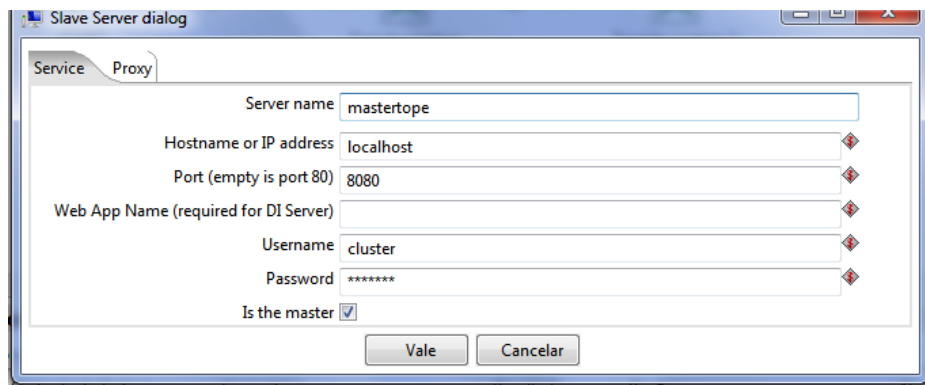 Slave Server dialog
Service Proxy
Server name mastertope
Hostname or IP address localhost
Port (empty is port 80) 8080
Web App Name (required for DI Server)
Username cluster
Password *******
Is the master
Vale Cancelar